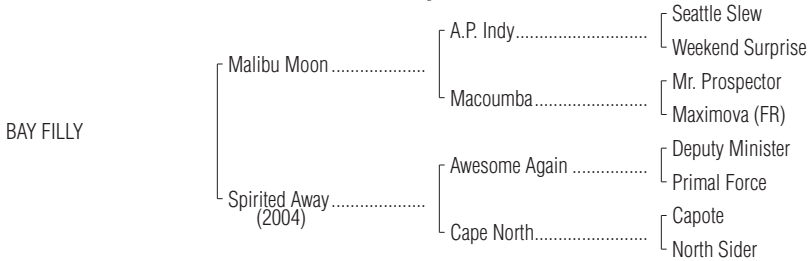 Seattle Slew
A.P. Indy..............................
Weekend Surprise
Malibu Moon .....................
Mr. Prospector
Macoumba..........................
Maximova (FR)
BAY FILLY
Deputy Minister
Awesome Again .................
Primal Force
Spirited Away.....................
(2004)
Capote
Cape North..........................
North Sider